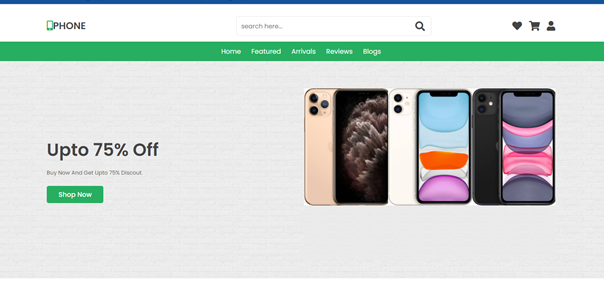 PHONE
search here...
Home Featured Arrivals Reviews Blogs
Upto 75% Off
Buy Now And Get Upto 75% Discout.
Shop Now